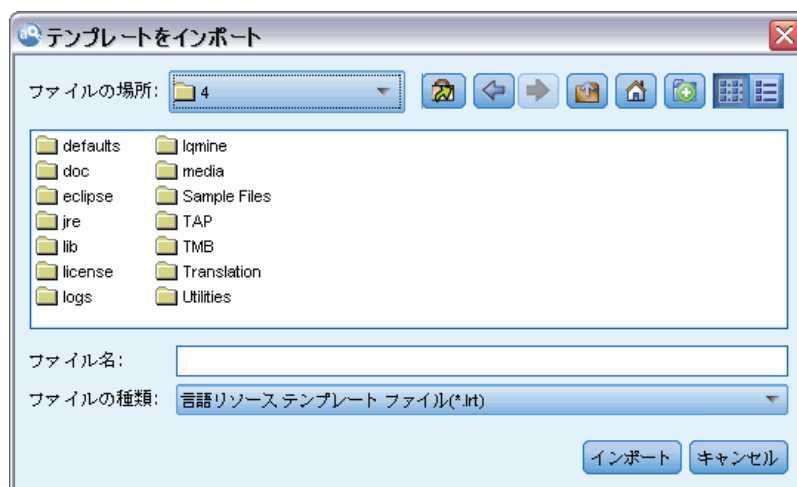 テンプレートをインポート
ファイルの場所: 4
defaults lqmine
doc media
eclipse Sample Files
jre TAP
lib TMB
license Translation
logs Utilities
ファイル名:
ファイルの種類: 言語リソース テンプレート ファイル(*.lrt)
インポート キャンセル